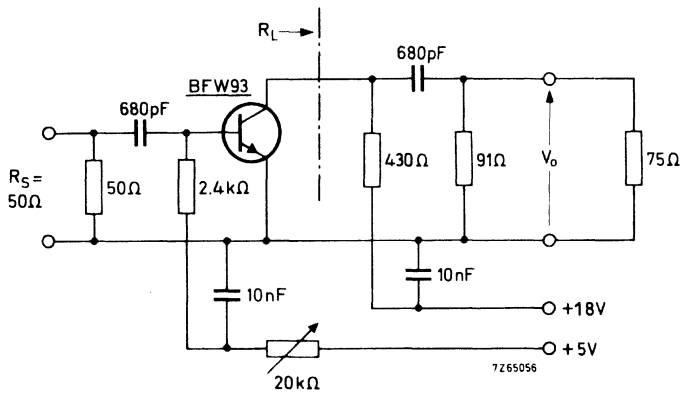 R_L
680pF
BFW93
680pF
R_S=
50Ω
50Ω
2.4kΩ
430Ω
91Ω
V_o
75Ω
10nF
10nF
+18V
+5V
7Z65056
20kΩ